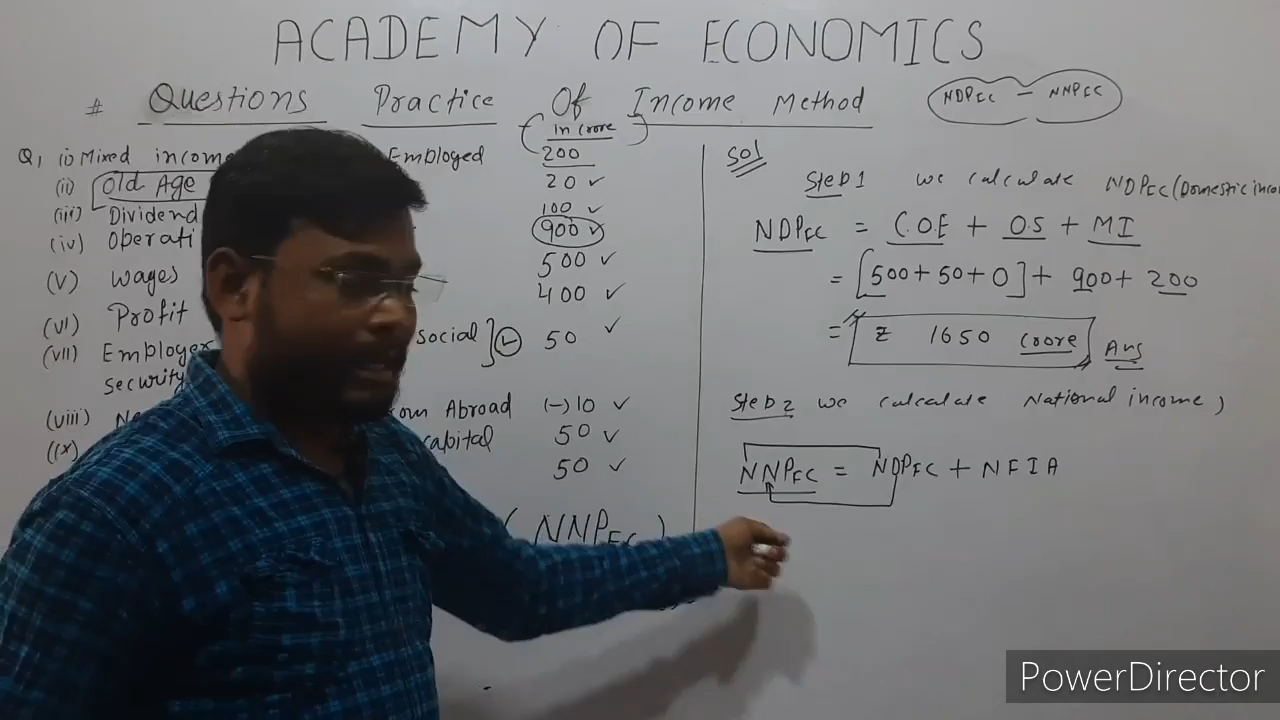 ACADEMY OF ECONOMICS
# Questions Practice Of Income Method
NDPFC - NNPFC
(In crore)
Q1 (i) Mixed income Employed 200
(ii) Old Age 20 ✓
(iii) Dividend 100 ✓
(iv) Operati 900 ✓
(v) Wages 500 ✓
(vi) Profit 400 ✓
(vii) Employer social ] ✓ 50 ✓
security
(viii) Ne om Abroad (-)10 ✓
(ix) capital 50 ✓
50 ✓
(NNPFC)
Sol
Step 1 we calculate NDPFC (Domestic inco
NDPFC = C.O.E + O.S + MI
= [500+50+0] + 900+ 200
= 1650 Crore Ans
Step 2 we calculate National income)
NNPFC = NDPFC + NFIA
PowerDirector